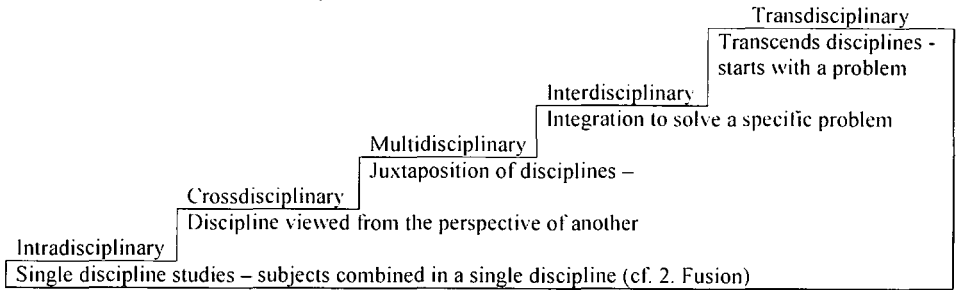 Transdisciplinary
Transcends disciplines -
starts with a problem
Interdisciplinary
Integration to solve a specific problem
Multidisciplinary
Juxtaposition of disciplines –
Crossdisciplinary
Discipline viewed from the perspective of another
Intradisciplinary
Single discipline studies – subjects combined in a single discipline (cf. 2. Fusion)